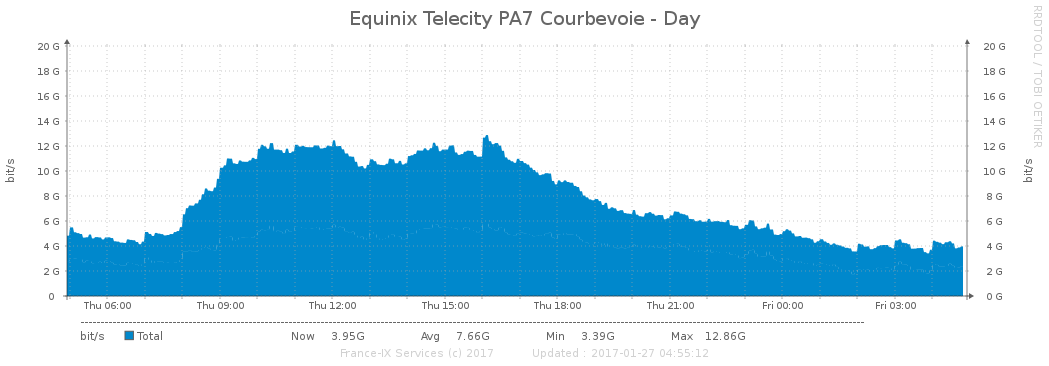 Equinix Telecity PA7 Courbevoie - Day
RRDTOOL / TOBI OETIKER
bit/s
20 G 20 G
18 G 18 G
16 G 16 G
14 G 14 G
12 G 12 G
10 G 10 G
8 G 8 G
6 G 6 G
4 G 4 G
2 G 2 G
0 0 G
bit/s
Thu 06:00 Thu 09:00 Thu 12:00 Thu 15:00 Thu 18:00 Thu 21:00 Fri 00:00 Fri 03:00
bit/s Total Now 3.95G Avg 7.66G Min 3.39G Max 12.86G
France-IX Services (c) 2017 Updated : 2017-01-27 04:55:12